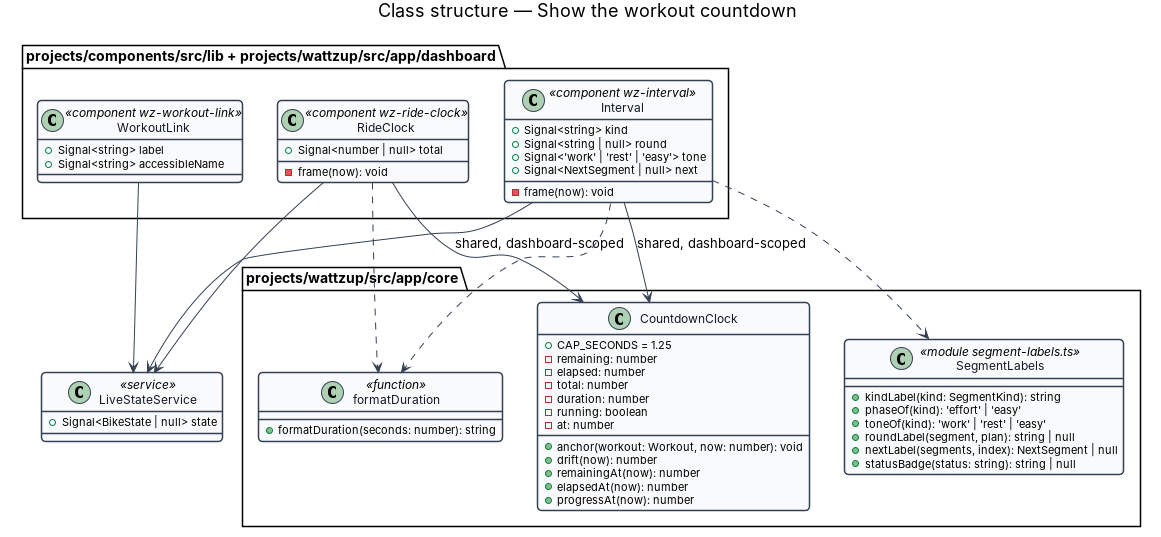 Class structure — Show the workout countdown
projects/components/src/lib + projects/wattzup/src/app/dashboard
C
«component wz-workout-link»
WorkoutLink
Signal<string> label
Signal<string> accessibleName
C
«component wz-ride-clock»
RideClock
Signal<number | null> total
frame(now): void
C
«component wz-interval»
Interval
Signal<string> kind
Signal<string | null> round
Signal<'work' | 'rest' | 'easy'> tone
Signal<NextSegment | null> next
frame(now): void
shared, dashboard-scoped
shared, dashboard-scoped
projects/wattzup/src/app/core
C
«service»
LiveStateService
Signal<BikeState | null> state
C
«function»
formatDuration
formatDuration(seconds: number): string
C
CountdownClock
CAP_SECONDS = 1.25
remaining: number
elapsed: number
total: number
duration: number
running: boolean
at: number
anchor(workout: Workout, now: number): void
drift(now): number
remainingAt(now): number
elapsedAt(now): number
progressAt(now): number
C
«module segment-labels.ts»
SegmentLabels
kindLabel(kind: SegmentKind): string
phaseOf(kind): 'effort' | 'easy'
toneOf(kind): 'work' | 'rest' | 'easy'
roundLabel(segment, plan): string | null
nextLabel(segments, index): NextSegment | null
statusBadge(status: string): string | null